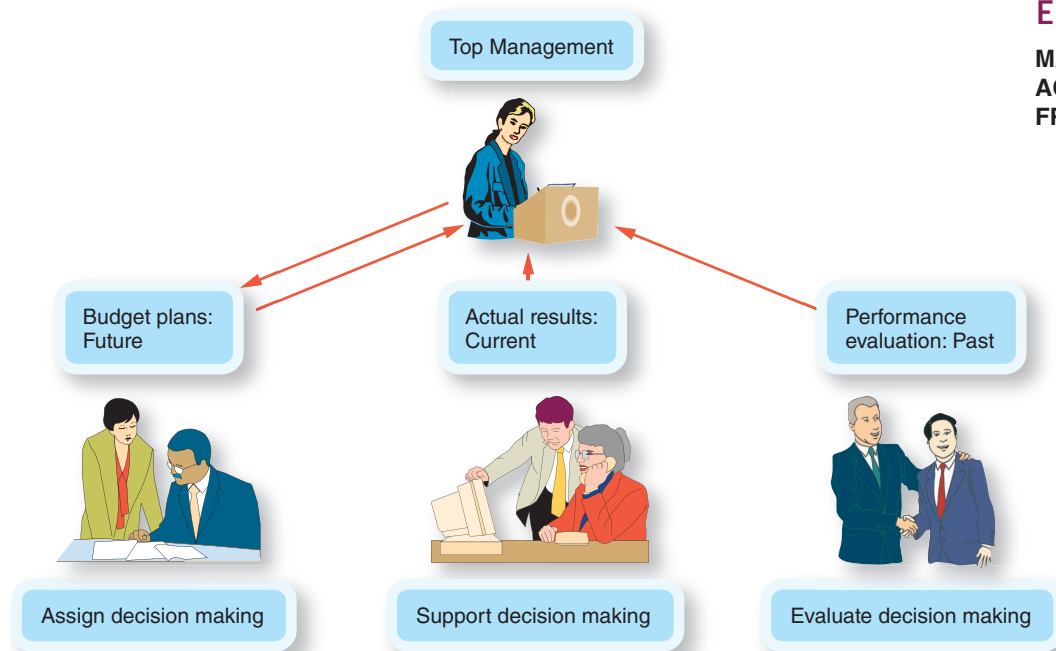 Top Management
Budget plans:
Future
Actual results:
Current
Performance
evaluation: Past
Assign decision making
Support decision making
Evaluate decision making